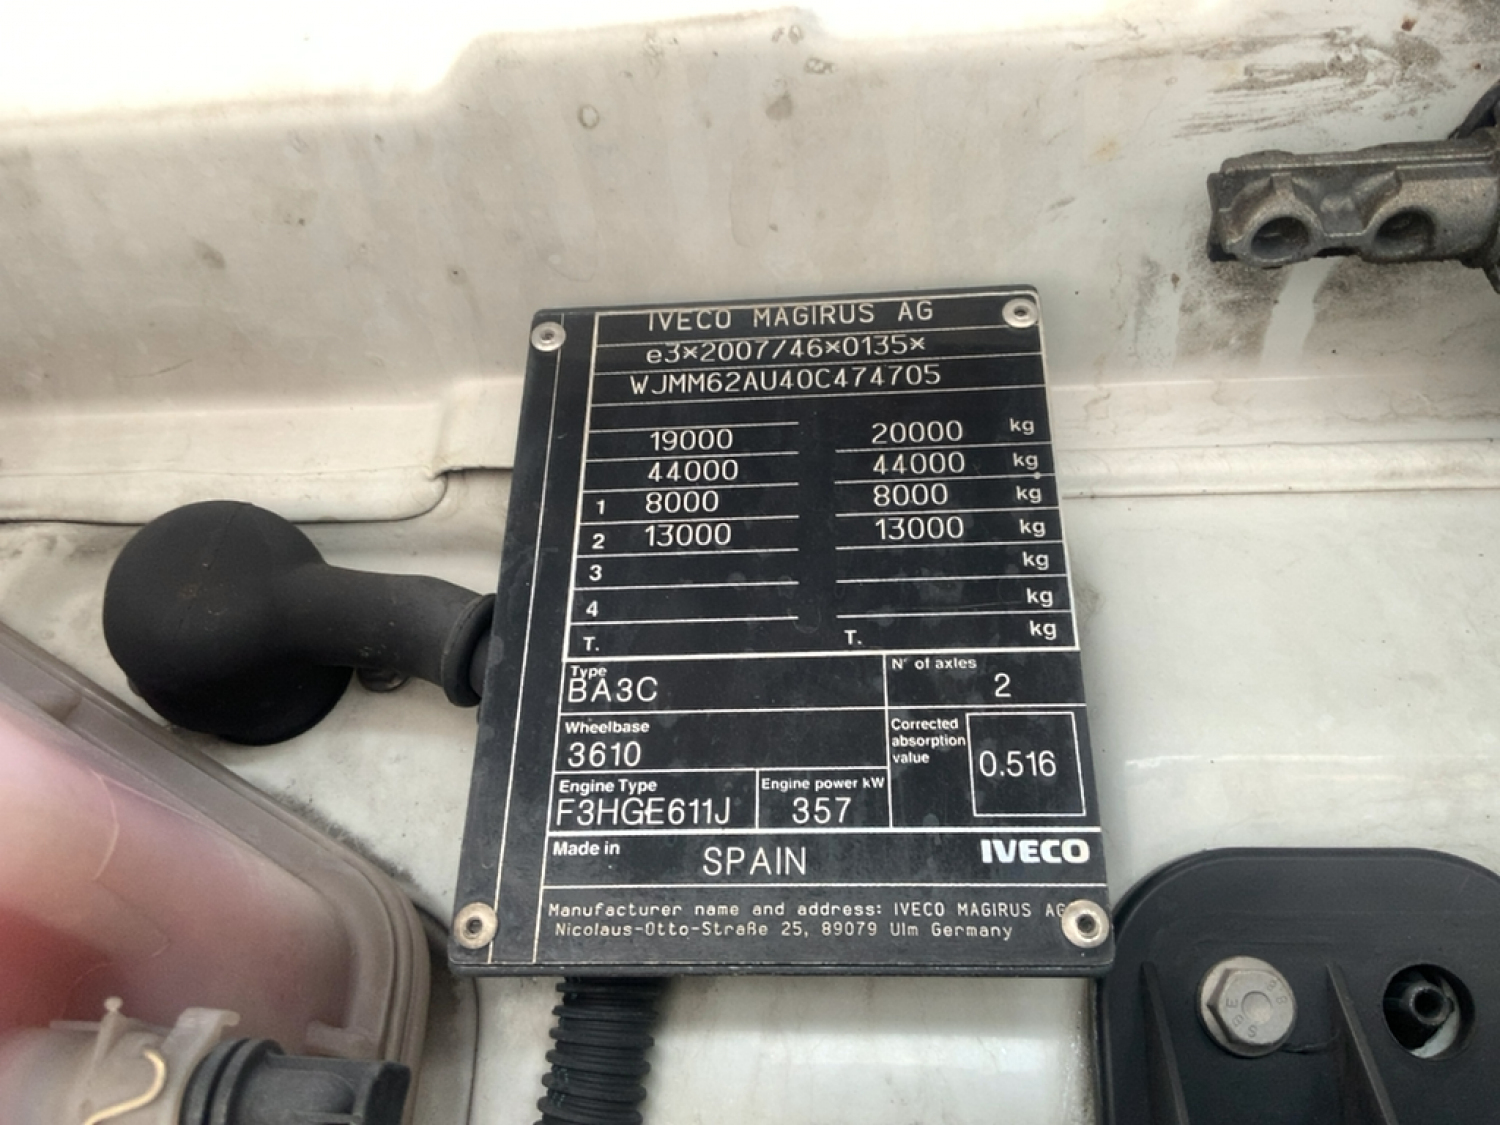 IVECO MAGIRUS AG
e3*2007/46*0135*
WJMM62AU40C474705
19000 20000 kg
44000 44000 kg
1 8000 8000 kg
2 13000 13000 kg
3 kg
4 kg
T. T. kg
Type N° of axles
BA3C 2
Wheelbase Corrected absorption value
3610 0.516
Engine Type Engine power kW
F3HGE611J 357
Made in SPAIN IVECO
Manufacturer name and address: IVECO MAGIRUS AG
Nicolaus-Otto-Straße 25, 89079 Ulm Germany